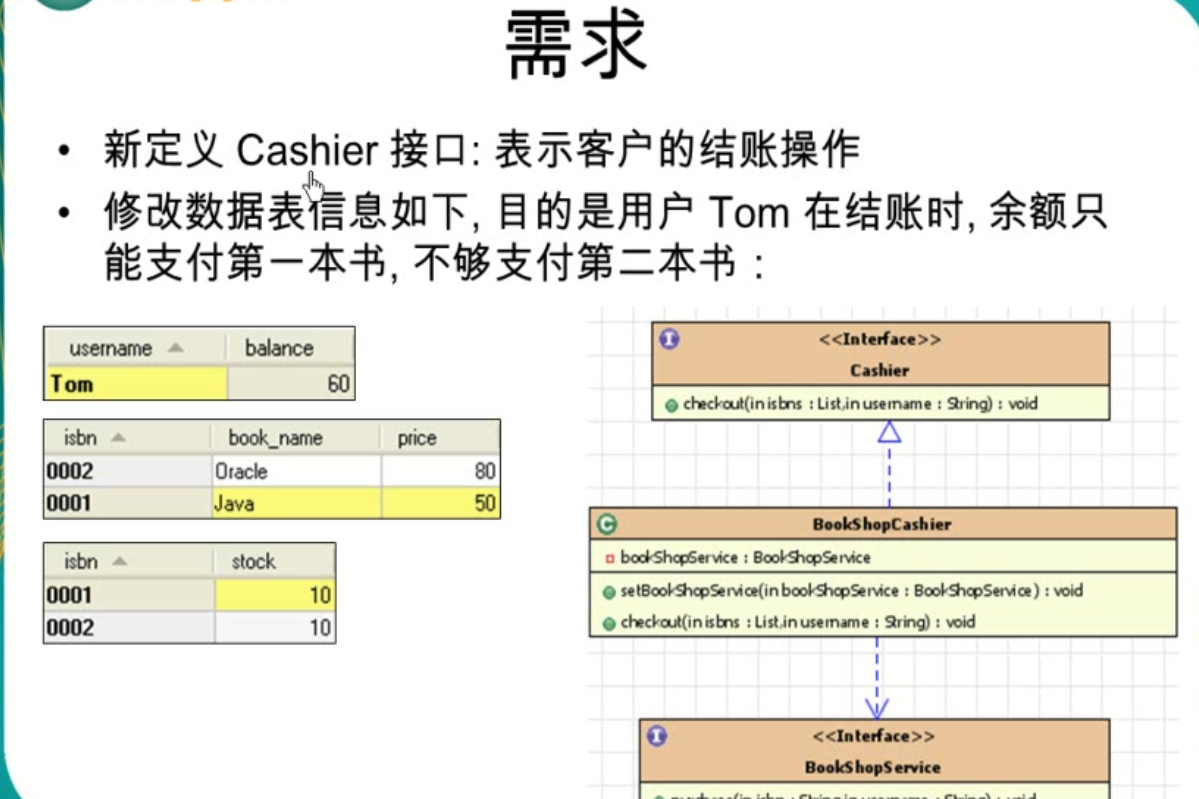 需求
• 新定义 Cashier 接口: 表示客户的结账操作
• 修改数据表信息如下, 目的是用户 Tom 在结账时, 余额只
能支付第一本书, 不够支付第二本书：
username balance
Tom 60
isbn book_name price
0002 Oracle 80
0001 Java 50
isbn stock
0001 10
0002 10
<<Interface>>
Cashier
checkout(in isbns : List,in username : String) : void
BookShopCashier
bookShopService : BookShopService
setBookShopService(in bookShopService : BookShopService) : void
checkout(in isbns : List,in username : String) : void
<<Interface>>
BookShopService